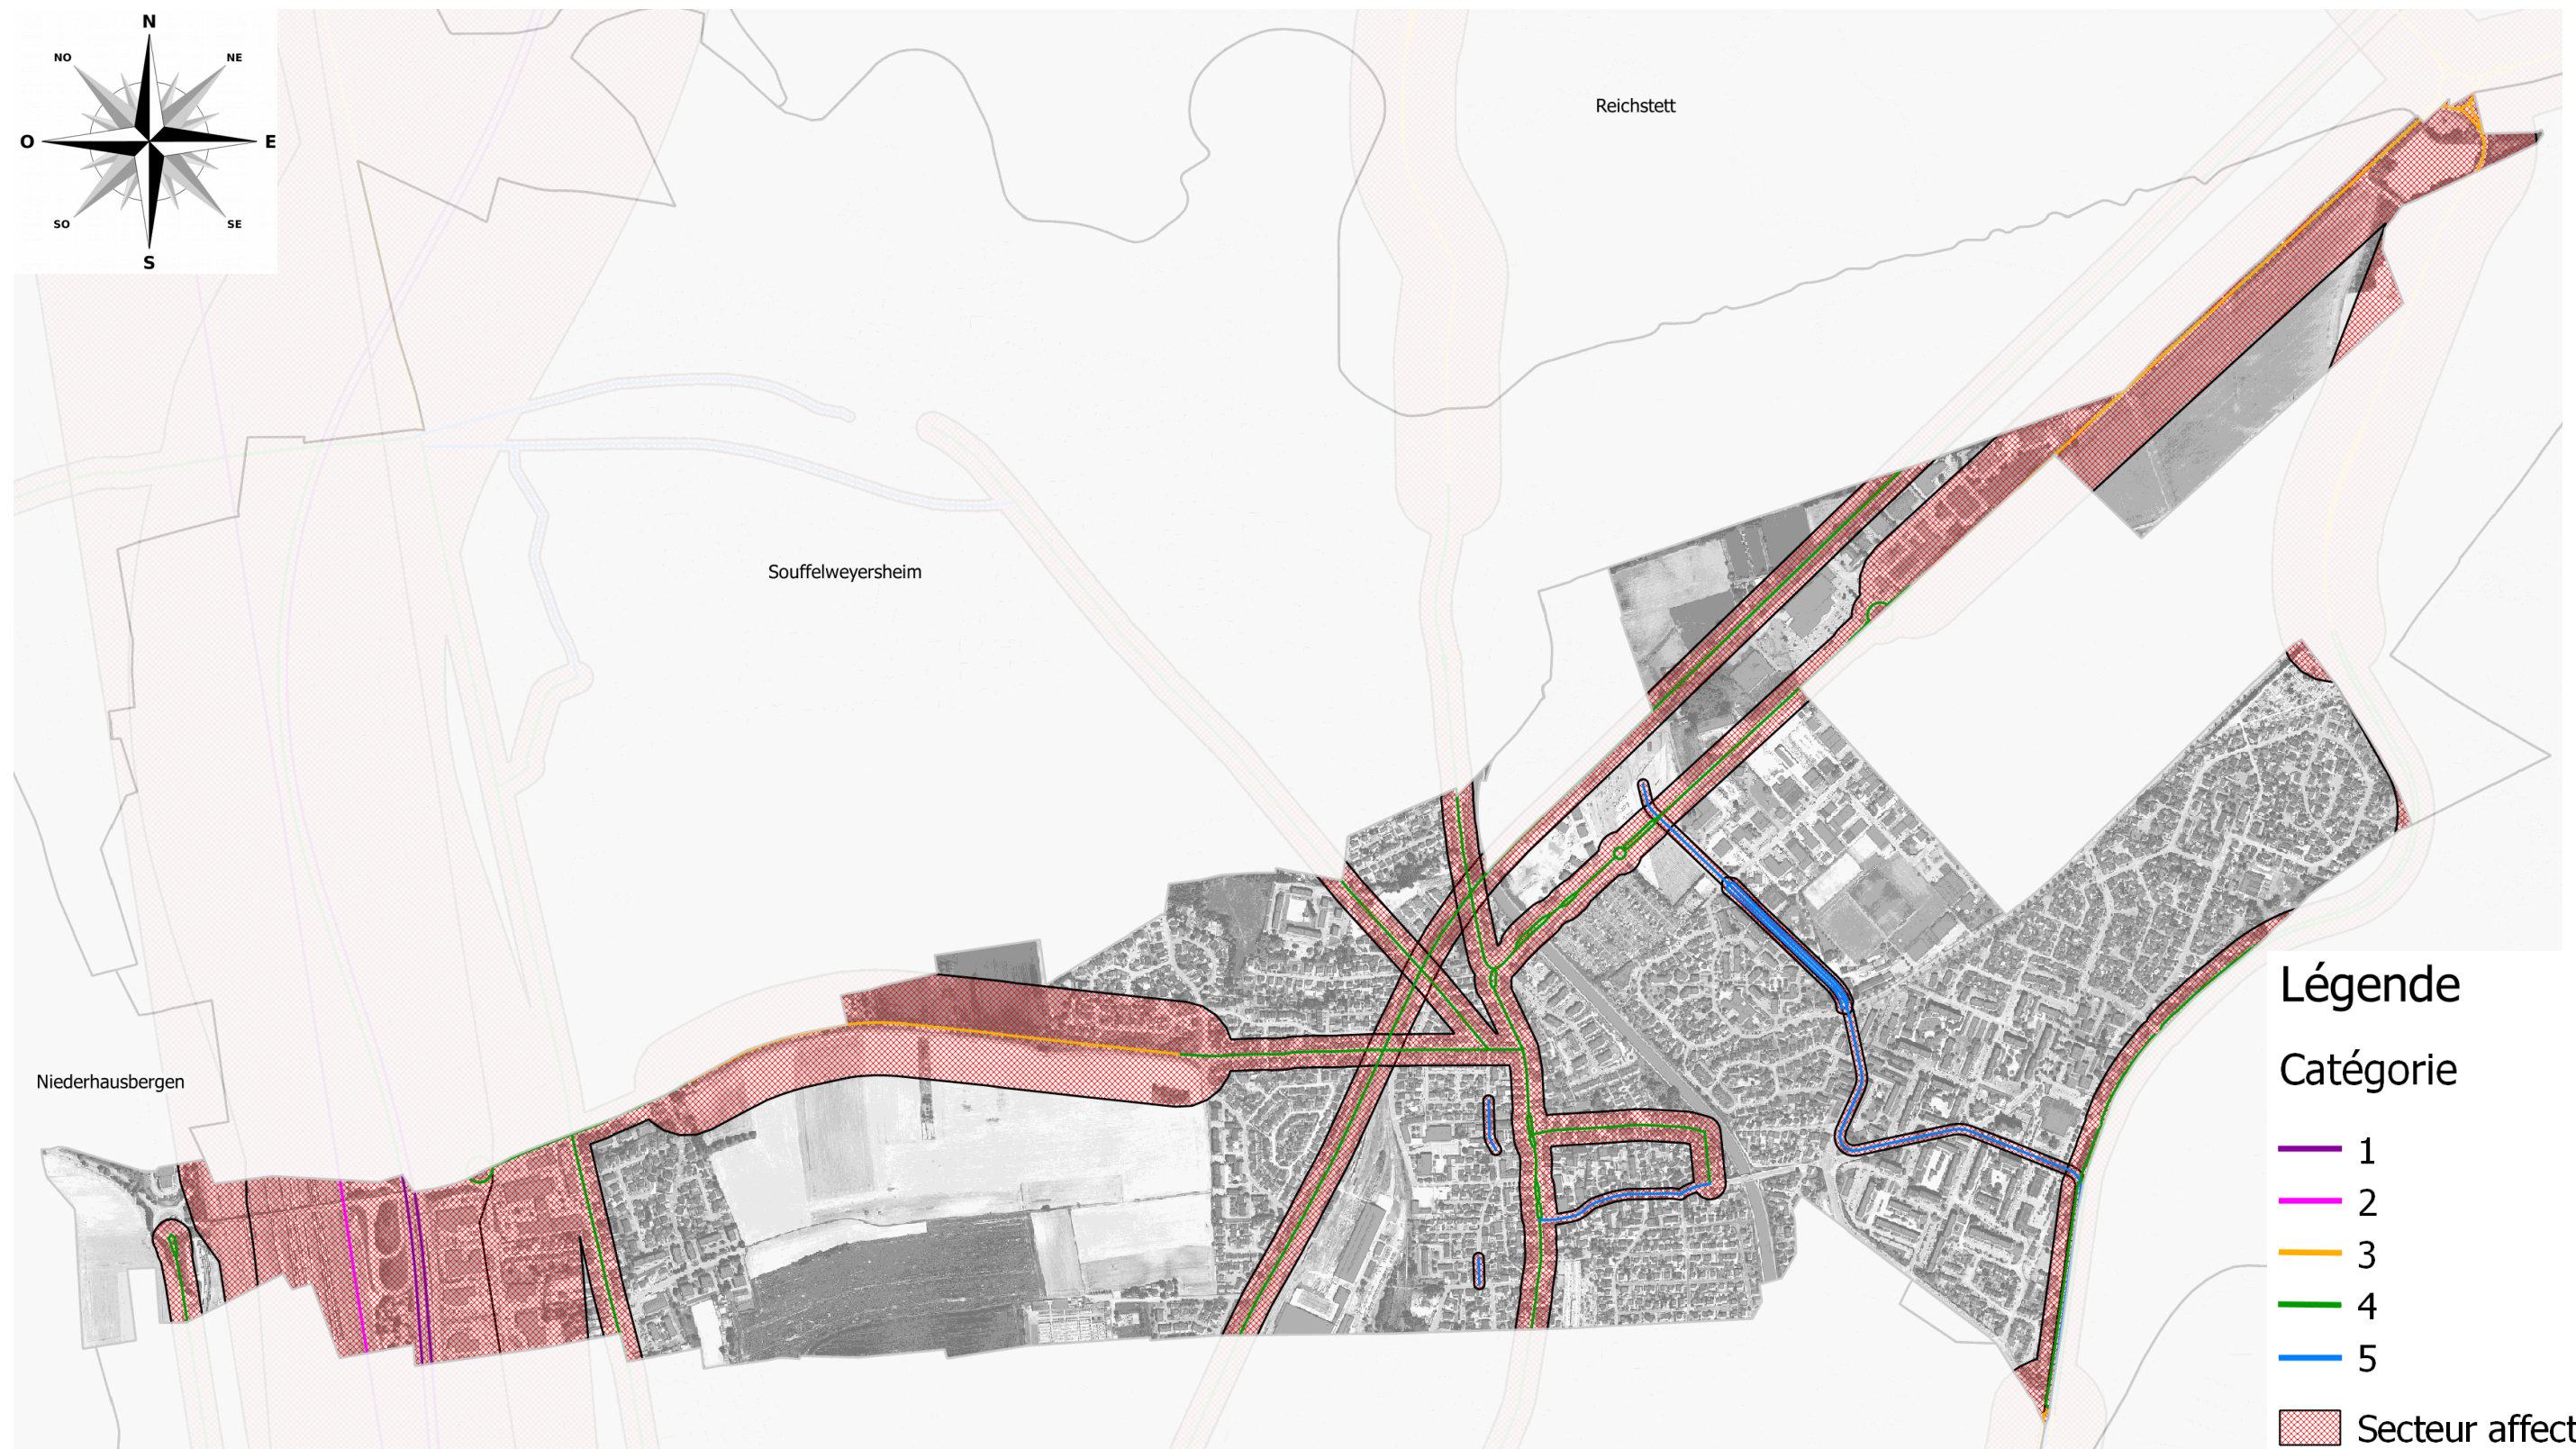 N
NO
NE
O
E
SO
SE
S
Reichstett
Souffelweyersheim
Niederhausbergen
Légende
Catégorie
1
2
3
4
5
Secteur affect